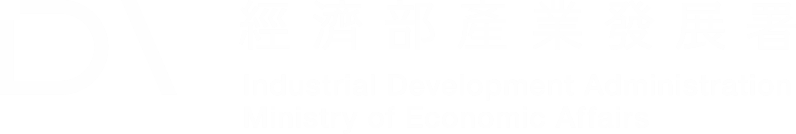 經濟部產業發展署
Industrial Development Administration
Ministry of Economic Affairs